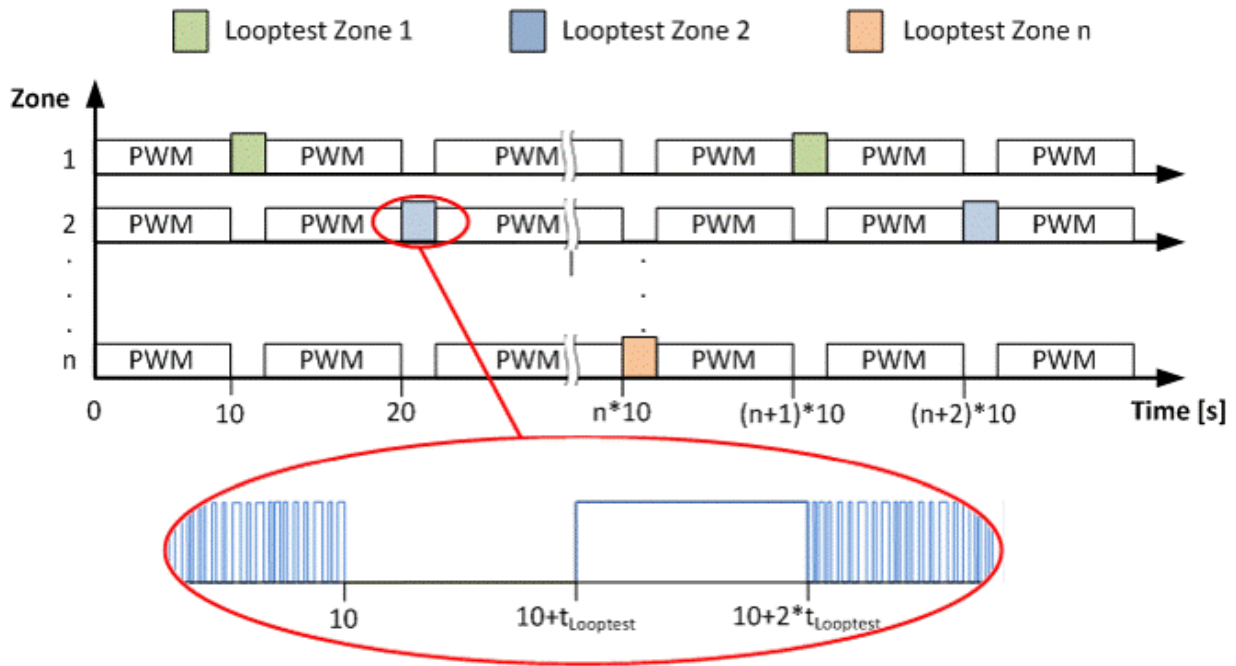 Looptest Zone 1 Looptest Zone 2 Looptest Zone n
Zone
1 PWM PWM PWM PWM PWM PWM
2 PWM PWM PWM PWM PWM PWM
n PWM PWM PWM PWM PWM PWM
0 10 20 n*10 (n+1)*10 (n+2)*10 Time [s]
10 10+tLooptest 10+2*tLooptest